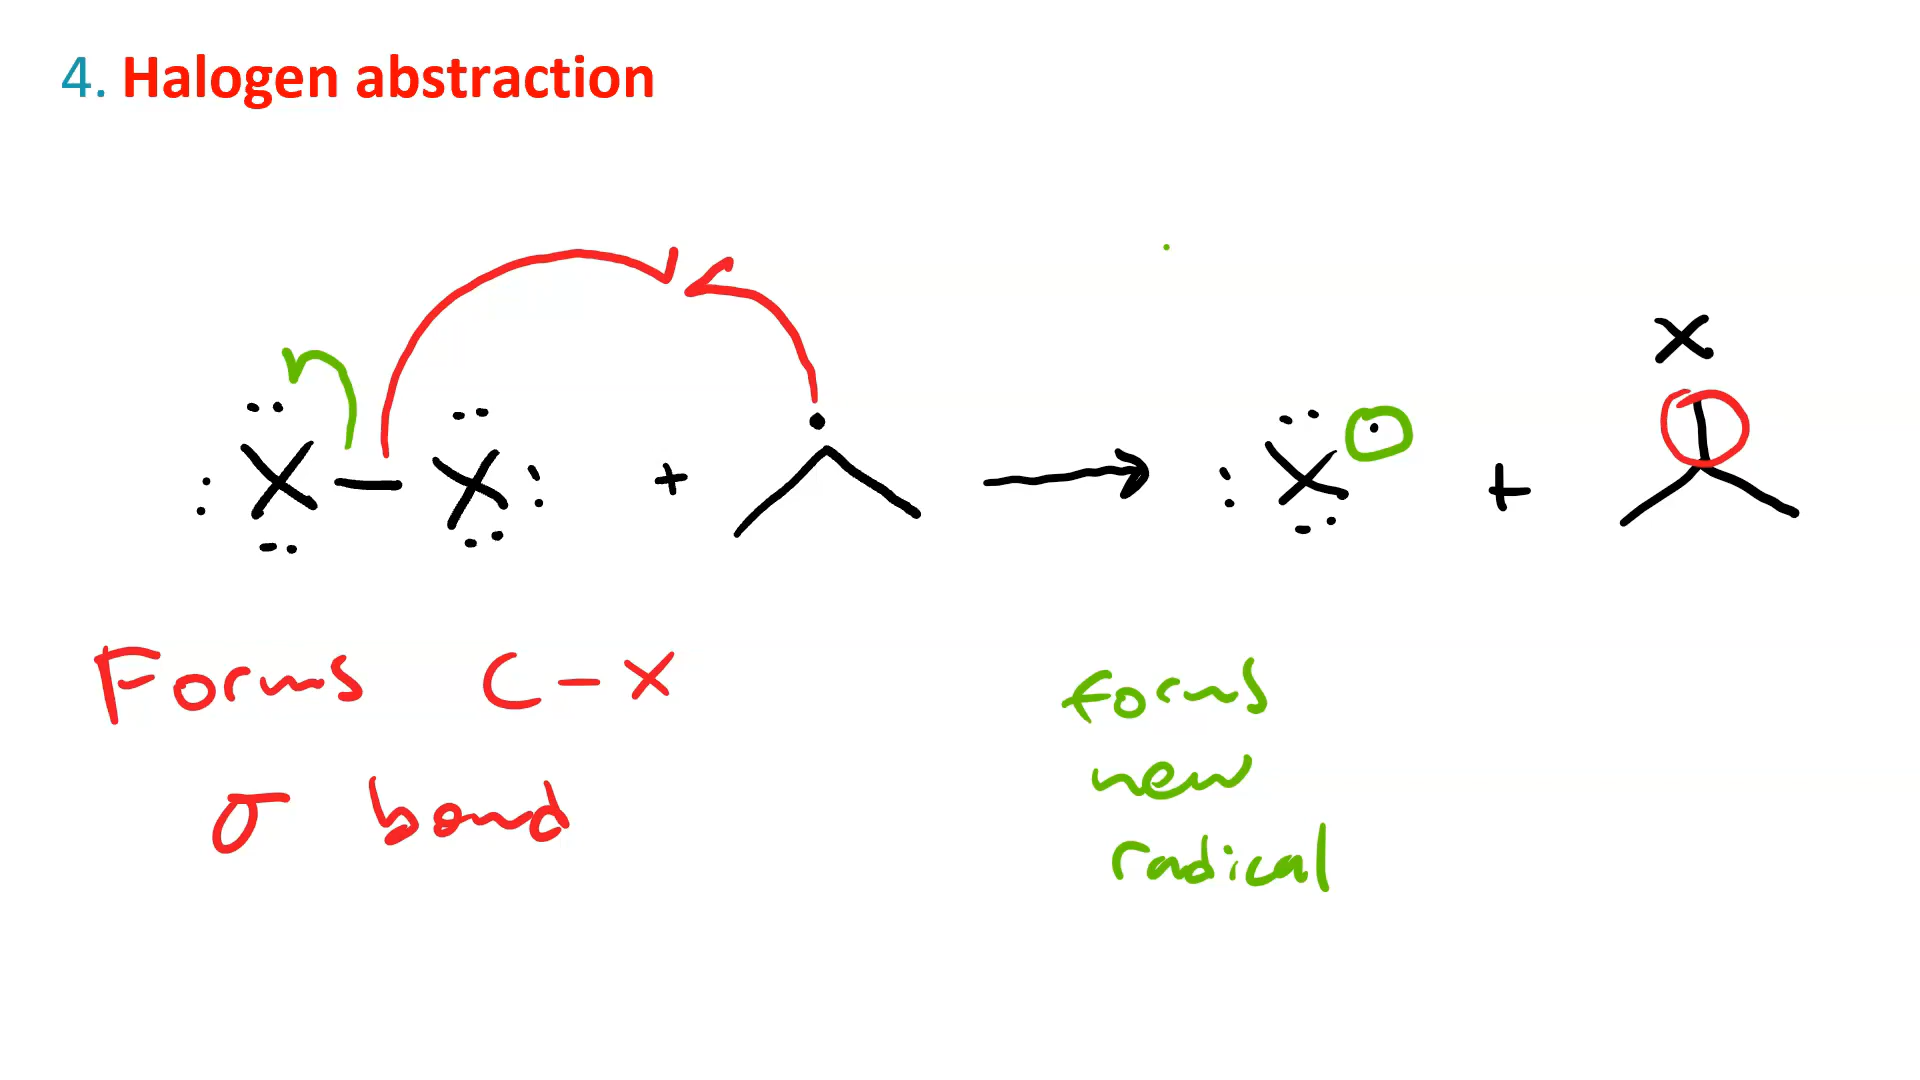 4. Halogen abstraction
X
X — X + → X + 
Forms C-X
σ bond
forms
new
radical